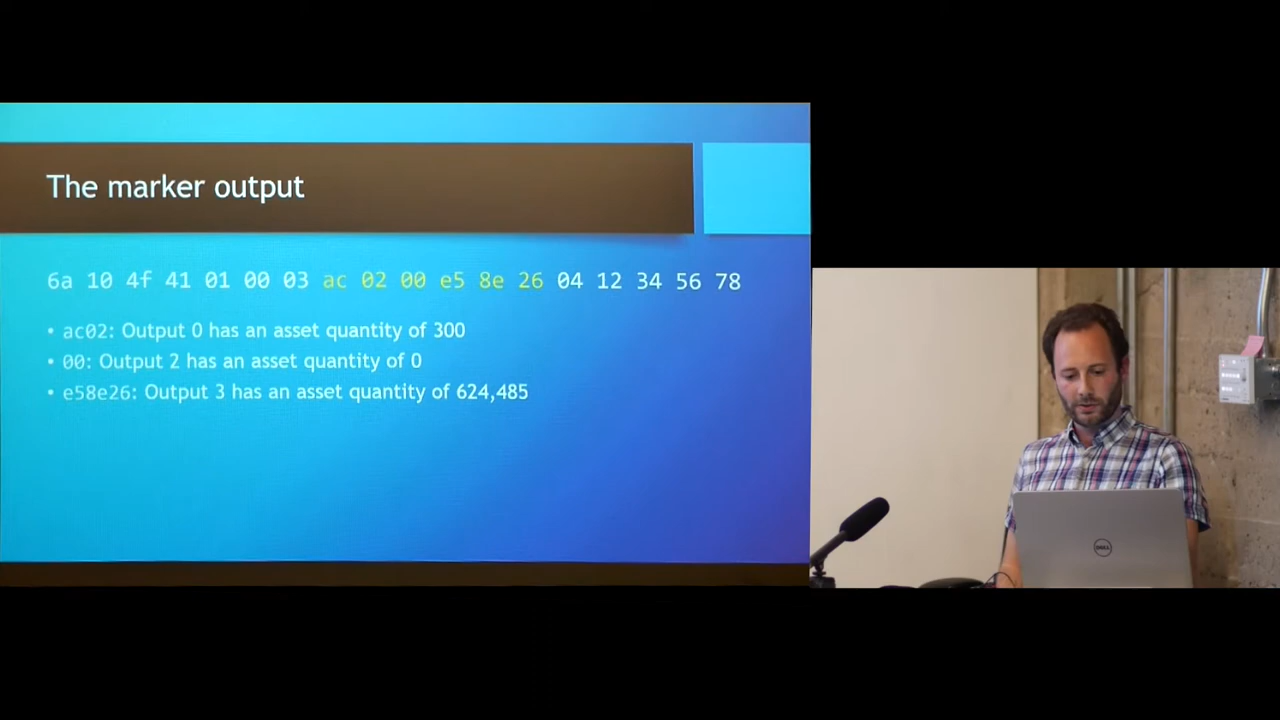 The marker output
6a 10 4f 41 01 00 03 ac 02 00 e5 8e 26 04 12 34 56 78
• ac02: Output 0 has an asset quantity of 300
• 00: Output 2 has an asset quantity of 0
• e58e26: Output 3 has an asset quantity of 624,485
DELL